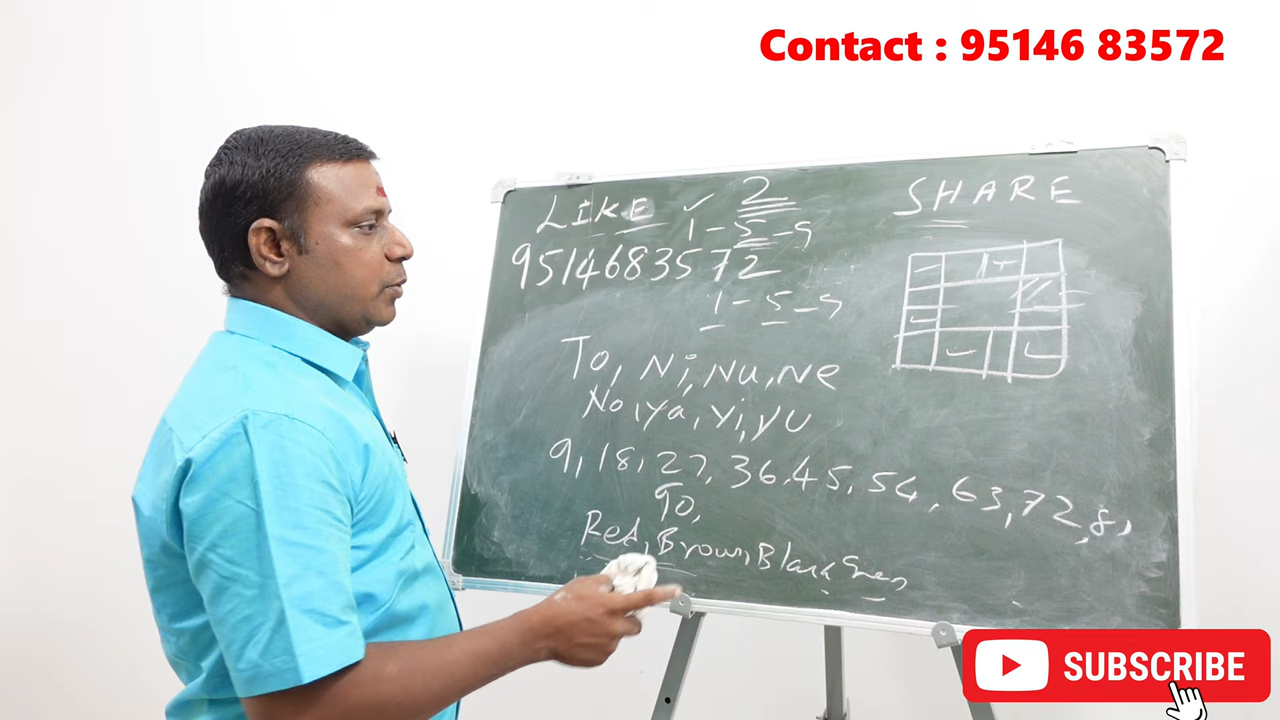 Contact : 95146 83572
LIKE ✓ 2
SHARE
1-5-9
9514683572
1-5-9
To, Ni, Nu, Ne
No, Ya, Yi, YU
9, 18, 27, 36, 45, 54, 63, 72, 81
90,
Red, Brown, Black
SUBSCRIBE